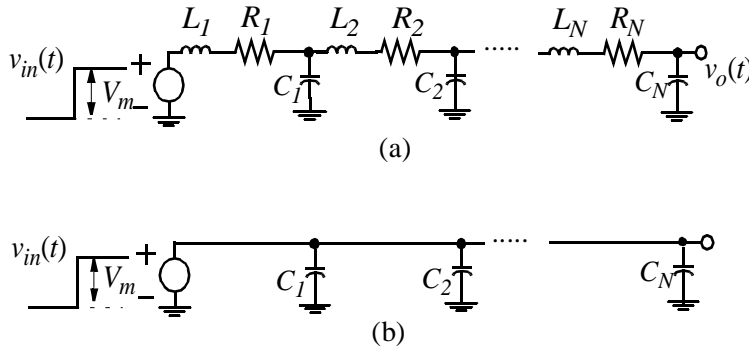 L1 R1 L2 R2 LN RN
vin(t) + ..... vo(t)
Vm − C1 C2 CN
(a)
vin(t) + .....
Vm − C1 C2 CN
(b)